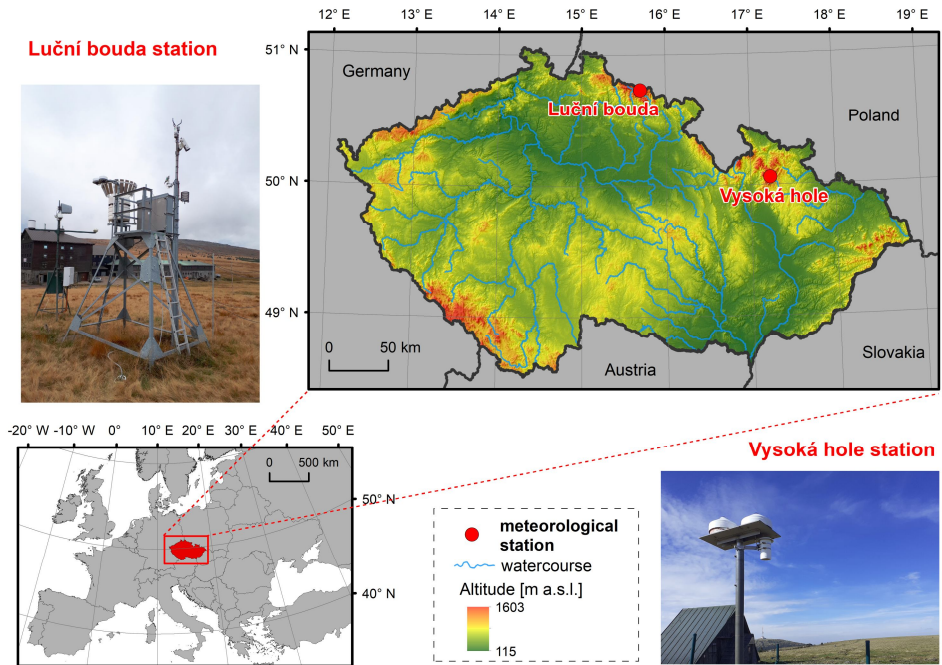 Luční bouda station
12° E 13° E 14° E 15° E 16° E 17° E 18° E 19° E
51° N
50° N
49° N
Germany
Poland
Luční bouda
Vysoká hole
Slovakia
Austria
0 50 km
-20° W -10° W 0° 10° E 20°E 30°E 40° E 50° E
0 500 km
50° N
40° N
meteorological
station
watercourse
Altitude [m a.s.l.]
1603
115
Vysoká hole station